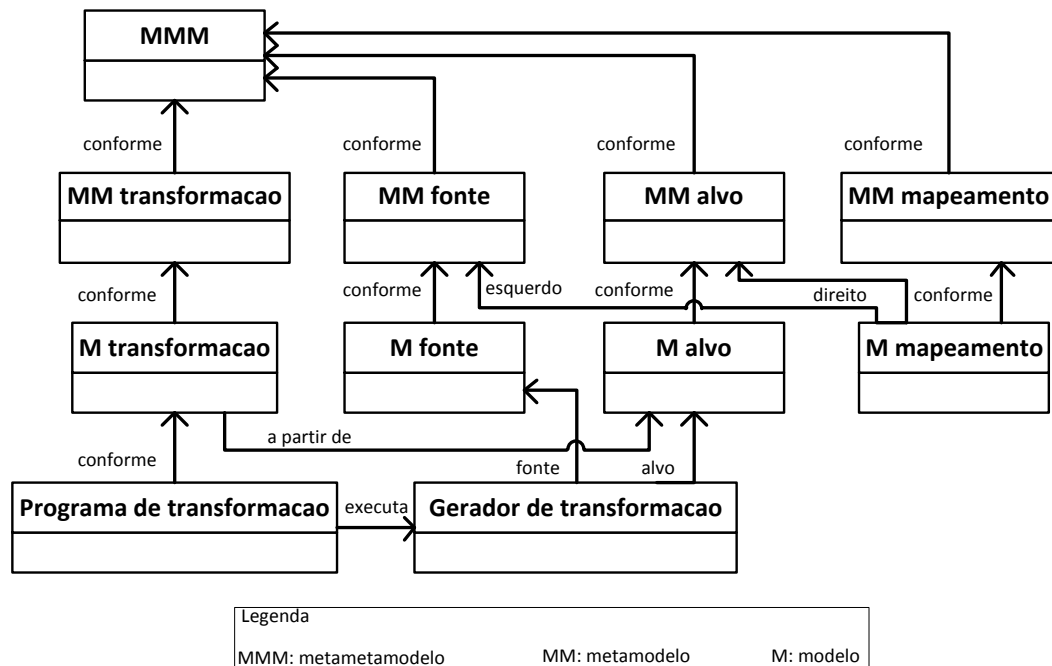 MMM
conforme
conforme
conforme
conforme
MM transformacao
MM fonte
MM alvo
MM mapeamento
conforme
conforme
esquerdo
conforme
direito
conforme
M transformacao
M fonte
M alvo
M mapeamento
a partir de
conforme
fonte
alvo
Programa de transformacao
executa
Gerador de transformacao
Legenda
MMM: metametamodelo MM: metamodelo M: modelo